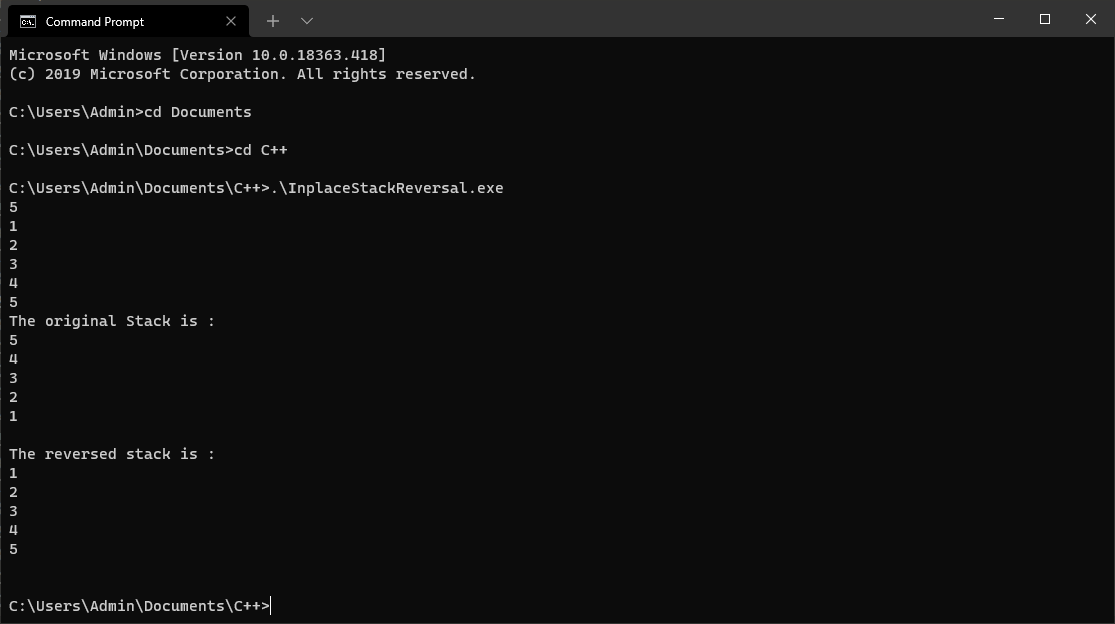 Command Prompt
Microsoft Windows [Version 10.0.18363.418]
(c) 2019 Microsoft Corporation. All rights reserved.
C:\Users\Admin>cd Documents
C:\Users\Admin\Documents>cd C++
C:\Users\Admin\Documents\C++>.\InplaceStackReversal.exe
5
1
2
3
4
5
The original Stack is :
5
4
3
2
1
The reversed stack is :
1
2
3
4
5
C:\Users\Admin\Documents\C++>